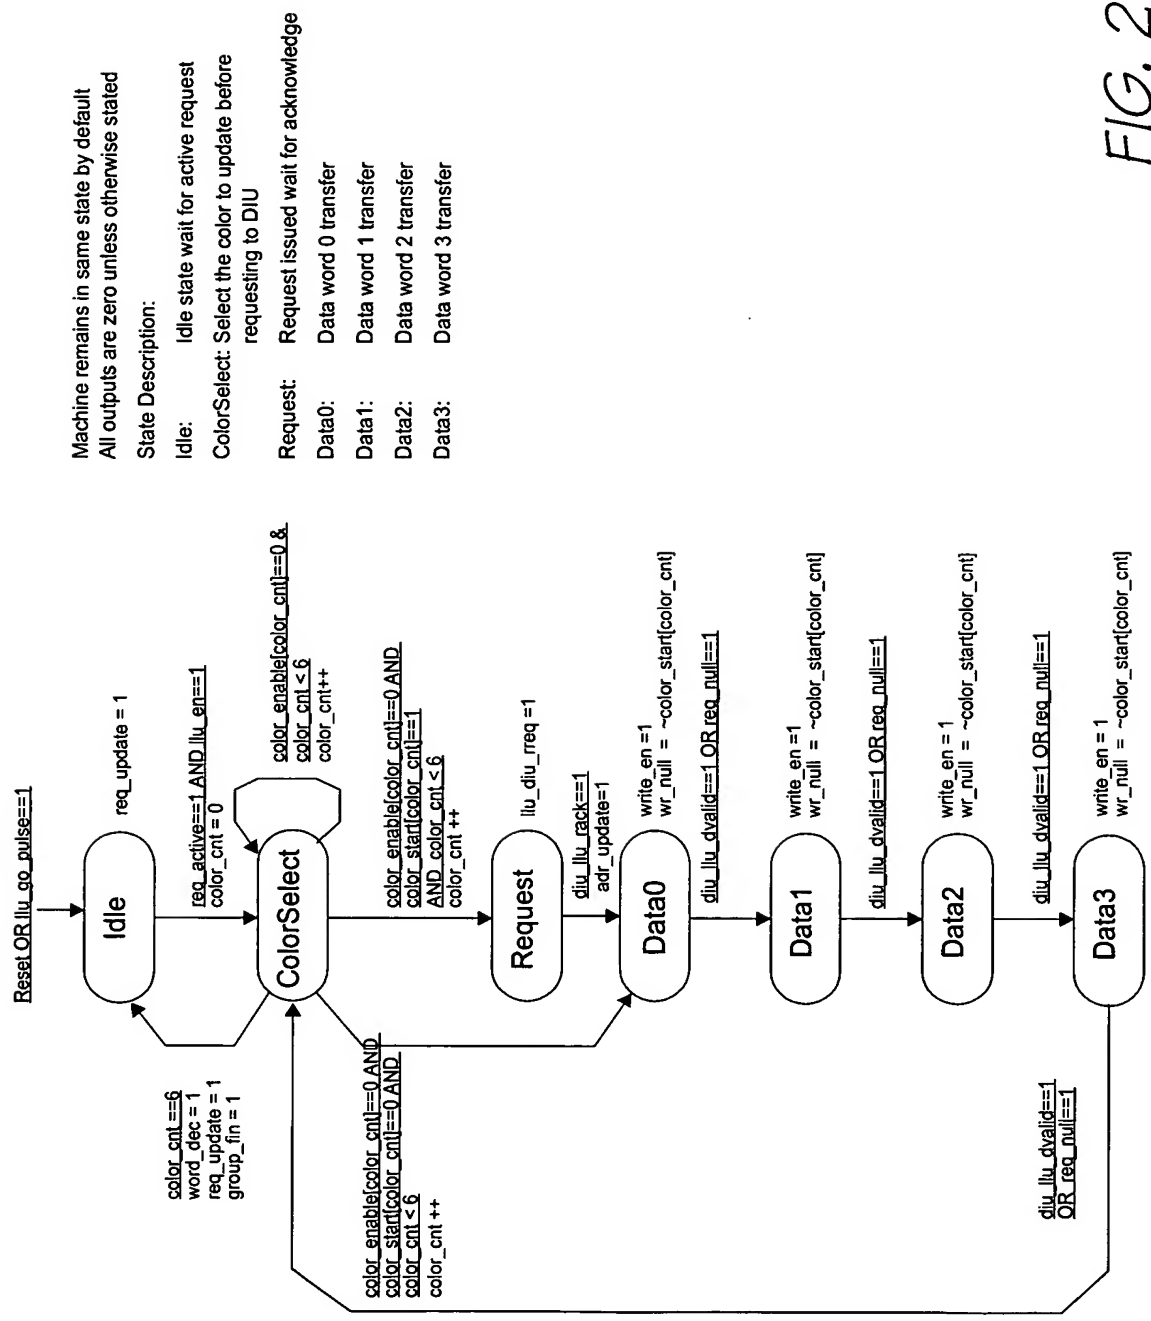 Machine remains in same state by default
All outputs are zero unless otherwise stated
State Description:
Idle: Idle state wait for active request
ColorSelect: Select the color to update before
requesting to DIU
Request: Request issued wait for acknowledge
Data0: Data word 0 transfer
Data1: Data word 1 transfer
Data2: Data word 2 transfer
Data3: Data word 3 transfer
Reset OR llu_go_pulse==1
Idle
req_update = 1
req_active==1 AND llu_en==1
color_cnt = 0
color_cnt ==6
word_dec = 1
req_update = 1
group_fin = 1
ColorSelect
color_enable[color_cnt]==0 &
color_cnt < 6
color_cnt++
color_enable[color_cnt]==0 AND
color_start[color_cnt]==1
AND color_cnt < 6
color_cnt ++
color_enable[color_cnt]==0 AND
color_start[color_cnt]==0 AND
color_cnt < 6
color_cnt ++
Request
llu_diu_rreq =1
diu_llu_rack==1
adr_update=1
Data0
write_en =1
wr_null = ~color_start[color_cnt]
diu_llu_dvalid==1 OR req_null==1
Data1
write_en =1
wr_null = ~color_start[color_cnt]
diu_llu_dvalid==1 OR req_null==1
Data2
write_en = 1
wr_null = ~color_start[color_cnt]
diu_llu_dvalid==1 OR req_null==1
Data3
write_en = 1
wr_null = ~color_start[color_cnt]
diu_llu_dvalid==1
OR req_null==1
FIG. 2